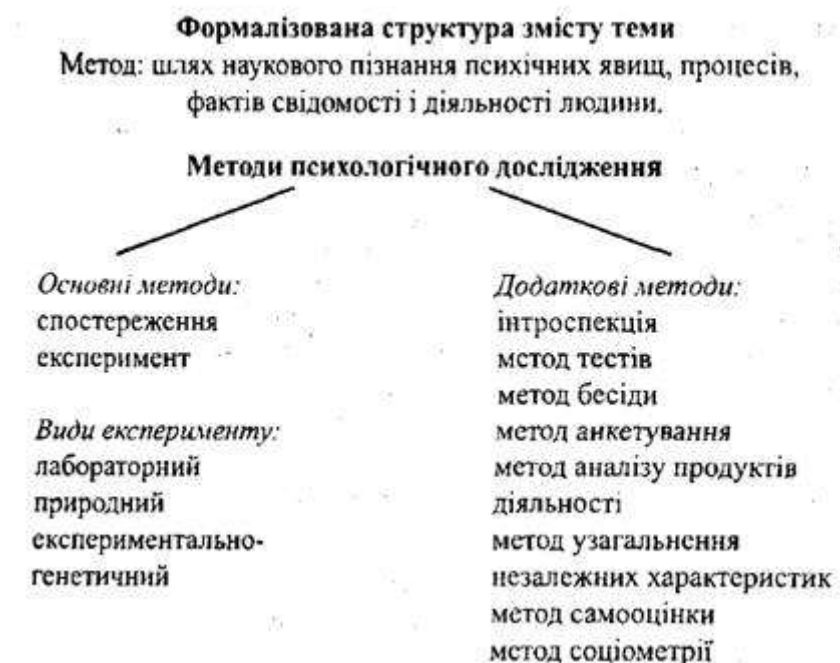 Формалізована структура змісту теми
Метод: шлях наукового пізнання психічних явищ, процесів,
фактів свідомості і діяльності людини.
Методи психологічного дослідження
Основні методи:
спостереження
експеримент
Види експерименту:
лабораторний
природний
експериментально-
генетичний
Додаткові методи:
інтроспекція
метод тестів
метод бесіди
метод анкетування
метод аналізу продуктів
діяльності
метод узагальнення
незалежних характеристик
метод самооцінки
метод соціометрії